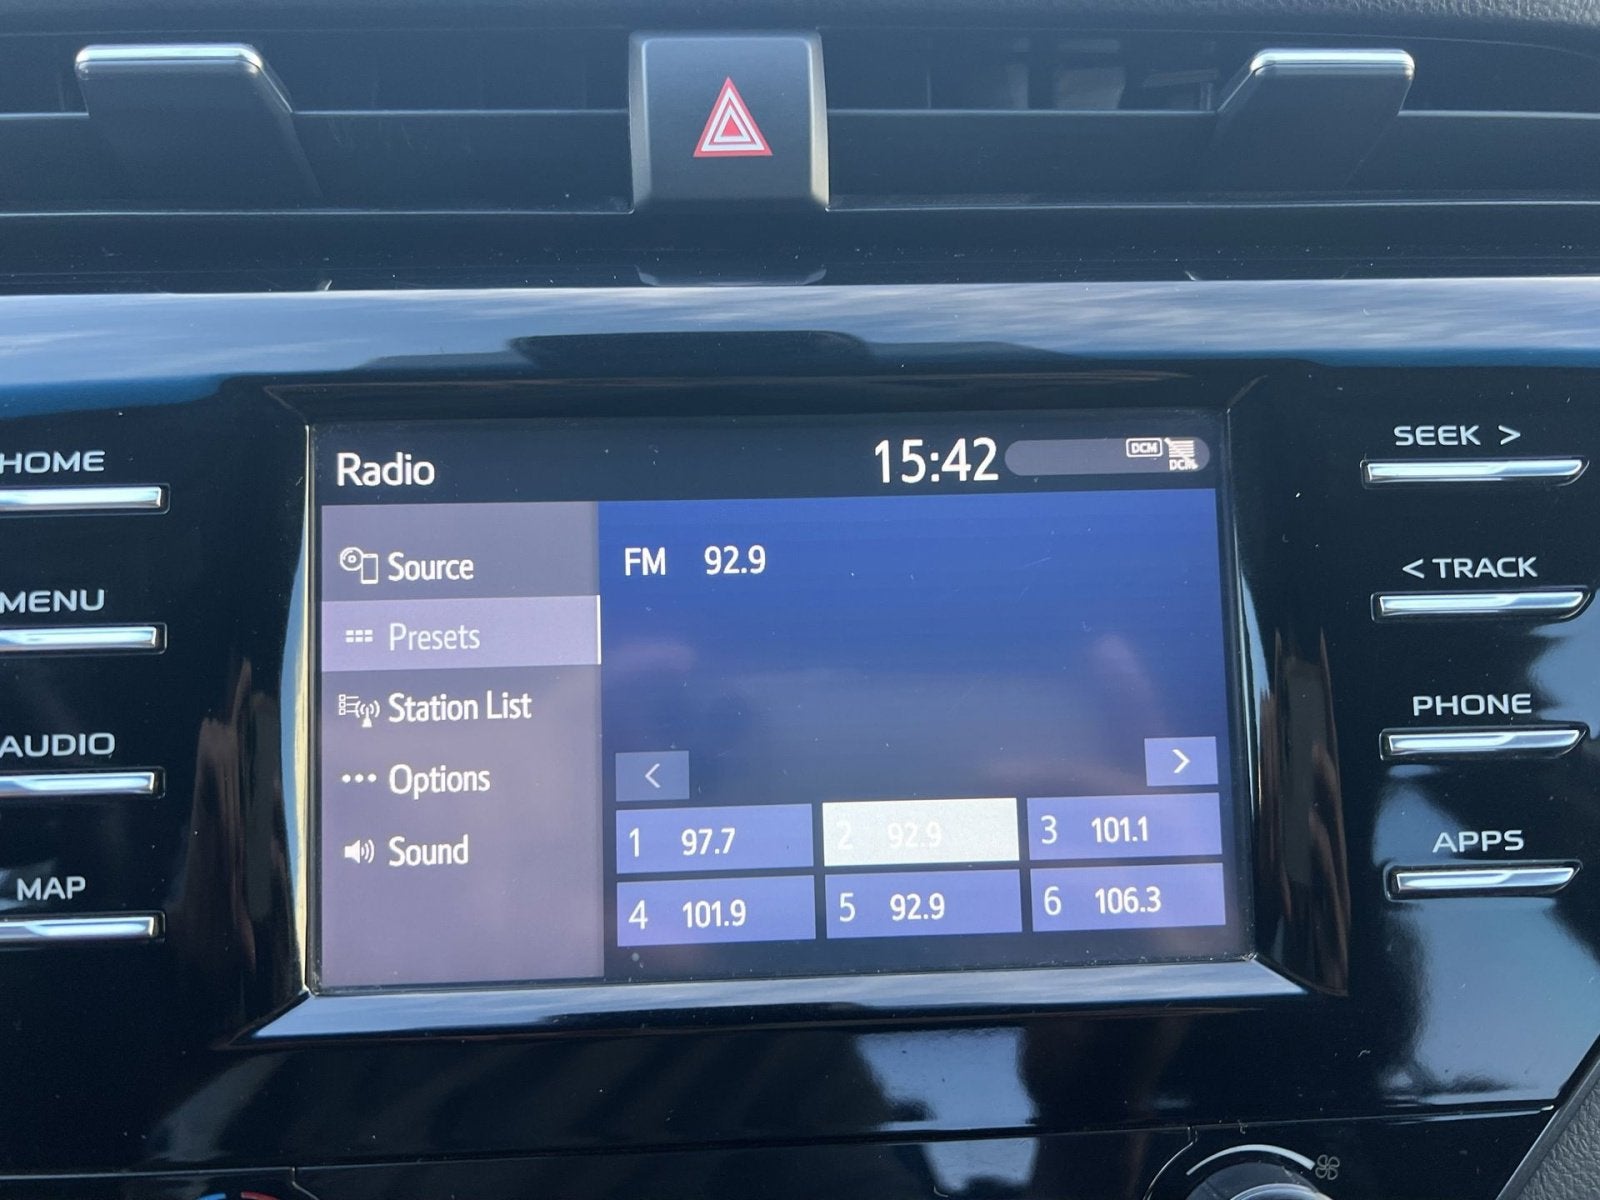 HOME
MENU
AUDIO
MAP
Radio
15:42
DCM
DCM
Source
Presets
Station List
Options
Sound
FM 92.9
<
>
1 97.7
2 92.9
3 101.1
4 101.9
5 92.9
6 106.3
SEEK >
< TRACK
PHONE
APPS